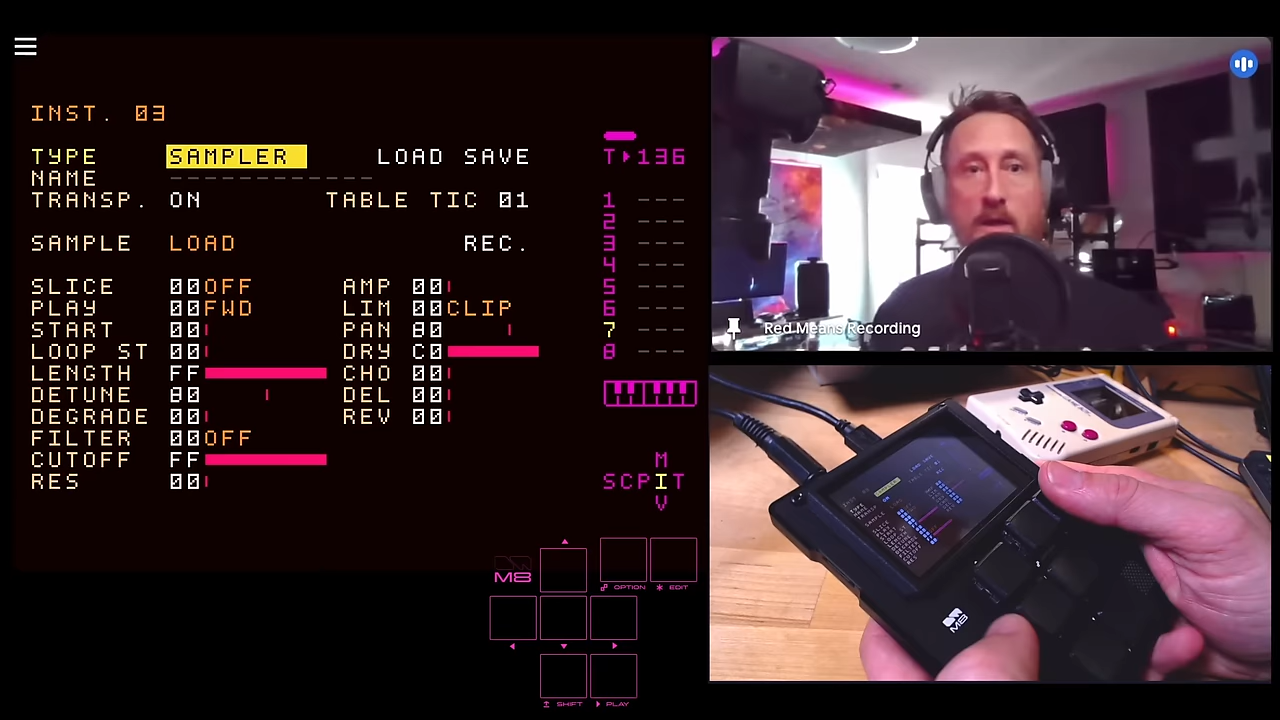 INST. 03
TYPE SAMPLER LOAD SAVE
NAME ------------
TRANSP. ON TABLE TIC 01
SAMPLE LOAD REC.
SLICE 00OFF AMP 00
PLAY 00FWD LIM 00CLIP
START 00 PAN 80
LOOP ST 00 DRY C0
LENGTH FF CHO 00
DETUNE 80 DEL 00
DEGRADE 00 REV 00
FILTER 00OFF
CUTOFF FF
RES 00
T▸136
1 ---
2 ---
3 ---
4 ---
5 ---
6 ---
7 ---
8 ---
M
SCPIT
V
M8
OPTION EDIT
SHIFT PLAY
Red Means Recording
M8